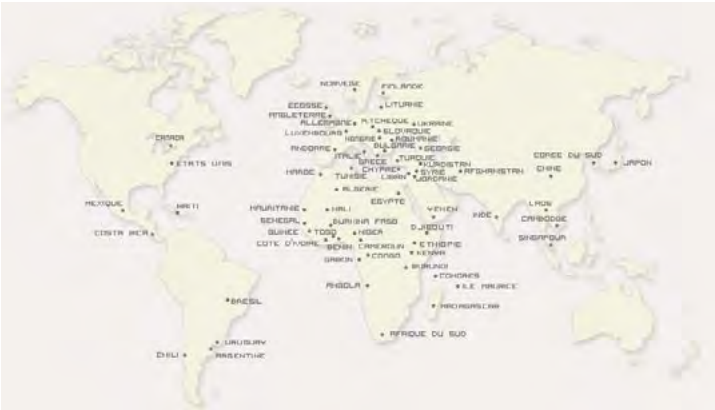 NORVEGE
FINLANDE
ECOSSE
LITUANIE
ANGLETERRE
ALLEMAGNE
R.TCHEQUE
UKRAINE
LUXEMBOURG
SLOVAQUIE
HONGRIE
ROUMANIE
CANADA
ANDORRE
BULGARIE
GEORGIE
ITALIE
ETATS UNIS
GRECE
TURQUIE
KURDISTAN
COREE DU SUD
JAPON
MAROC
TUNISIE
CHYPRE
SYRIE
AFGHANISTAN
CHINE
LIBAN
JORDANIE
ALGERIE
EGYPTE
MEXIQUE
HAITI
MAURITANIE
MALI
YEMEN
INDE
LAOS
SENEGAL
BURKINA FASO
CAMBODGE
COSTA RICA
GUINEE
TOGO
NIGER
DJIBOUTI
COTE D'IVOIRE
BENIN
CAMEROUN
ETHIOPIE
SINGAPOUR
GABON
CONGO
KENYA
BURUNDI
COMORES
ANGOLA
ILE MAURICE
BRESIL
MADAGASCAR
AFRIQUE DU SUD
URUGUAY
CHILI
ARGENTINE